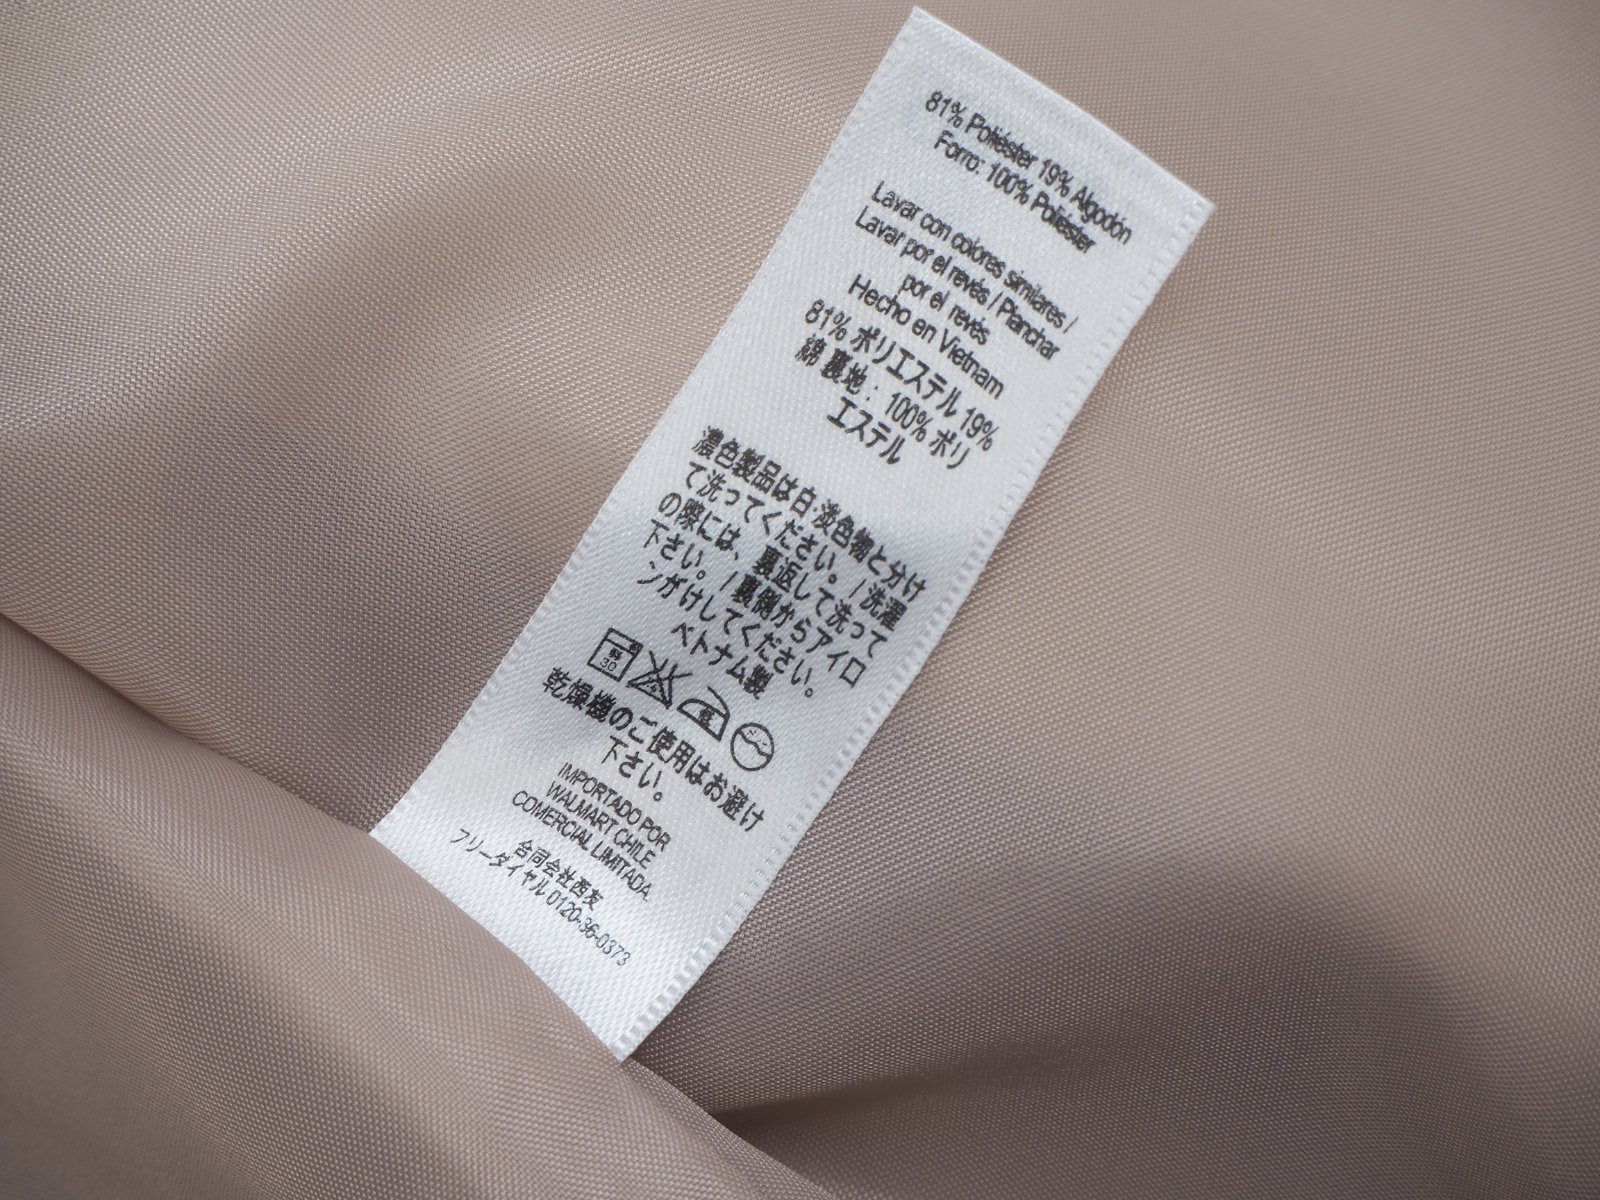 81% Poliéster 19% Algodón
Forro: 100% Poliéster
Lavar con colores similares /
Lavar por el revés / Planchar
por el revés
Hecho en Vietnam
81% ポリエステル 19%
綿 裏地: 100% ポリ
エステル
濃色製品は白 淡色物と分け
て洗ってください。 / 洗濯
の際には、裏返して洗って
下さい。 / 裏側からアイロ
ンがけしてください。
ベトナム製
30
乾燥機のご使用はお避け
下さい。
IMPORTADO POR
WALMART CHILE
COMERCIAL LIMITADA.
合同会社西友
フリーダイヤル 0120-36-0373